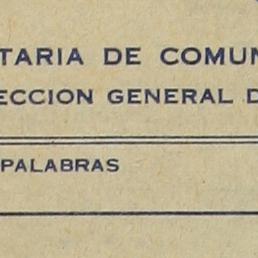 TARIA DE COMUN
ECCION GENERAL D
PALABRAS